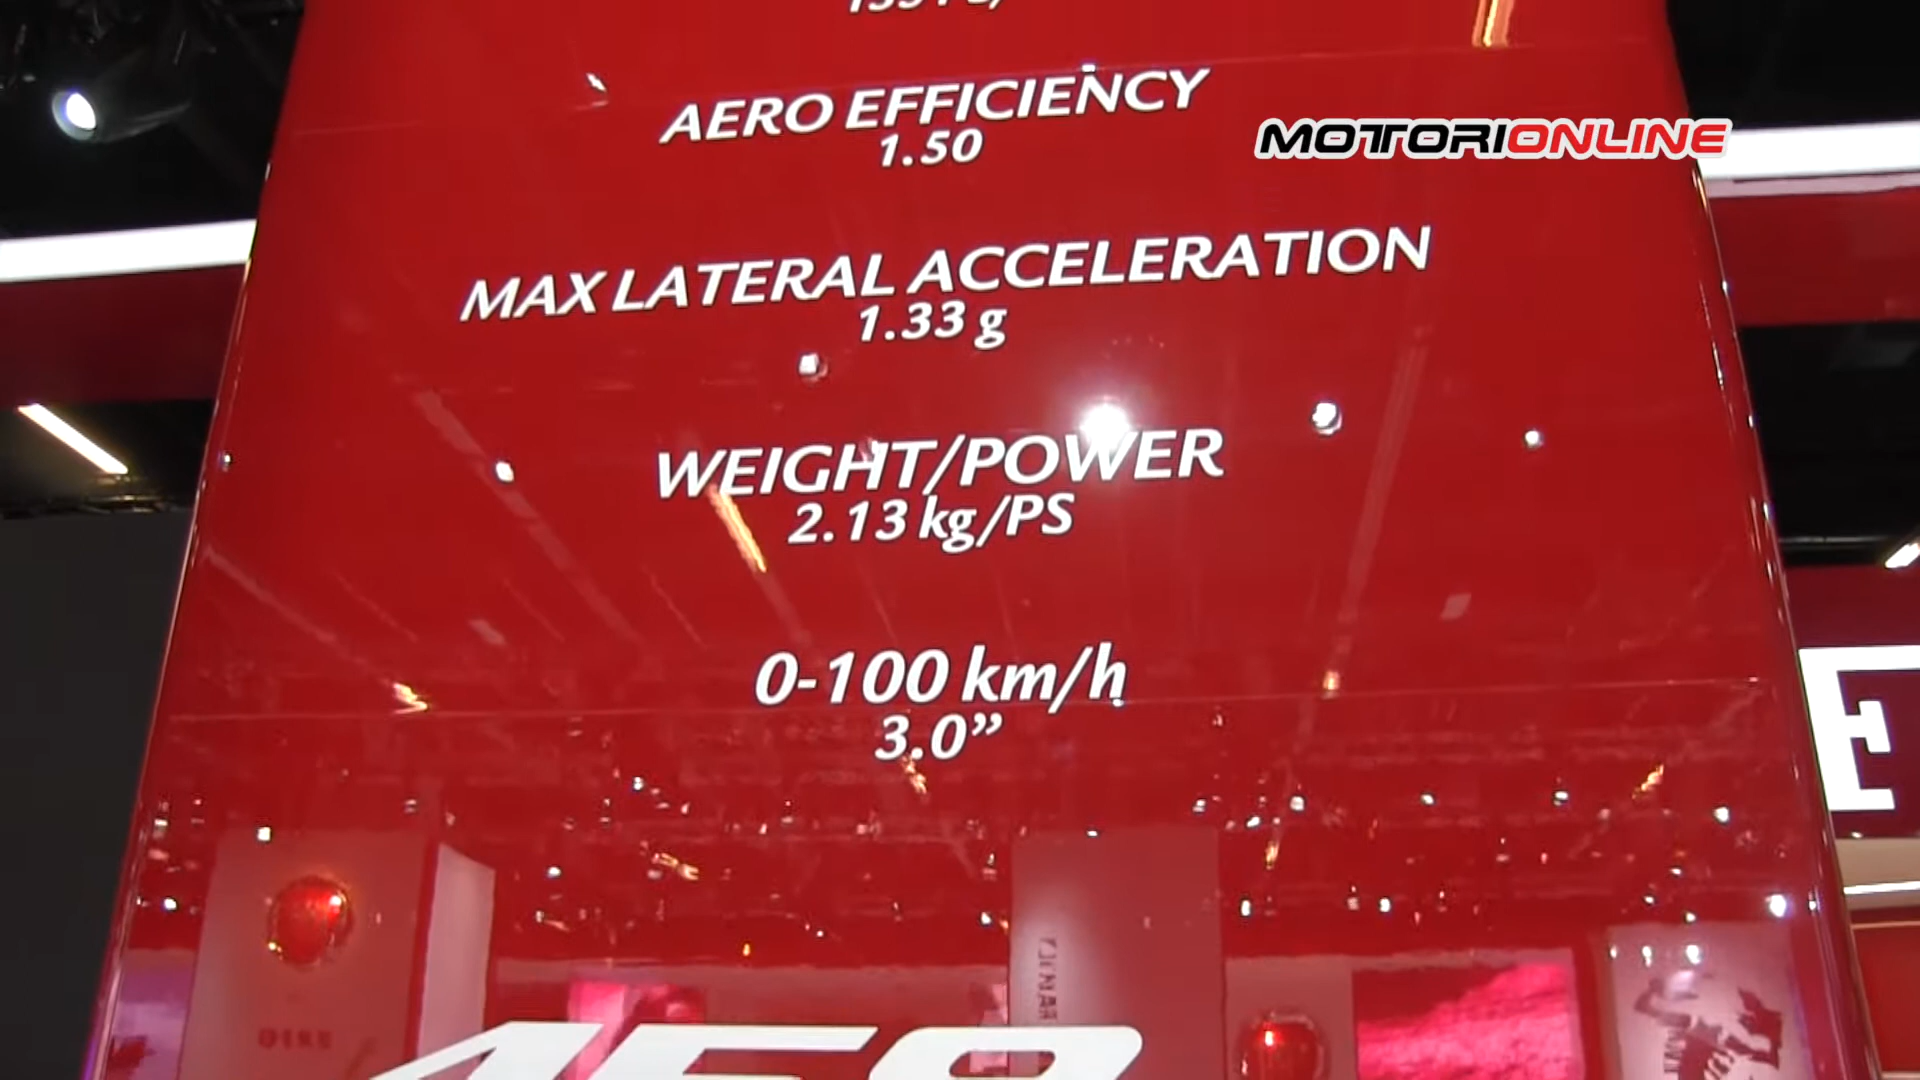 AERO EFFICIENCY
1.50
MOTORIONLINE
MAX LATERAL ACCELERATION
1.33 g
WEIGHT/POWER
2.13 kg/PS
0-100 km/h
3.0”
E
458